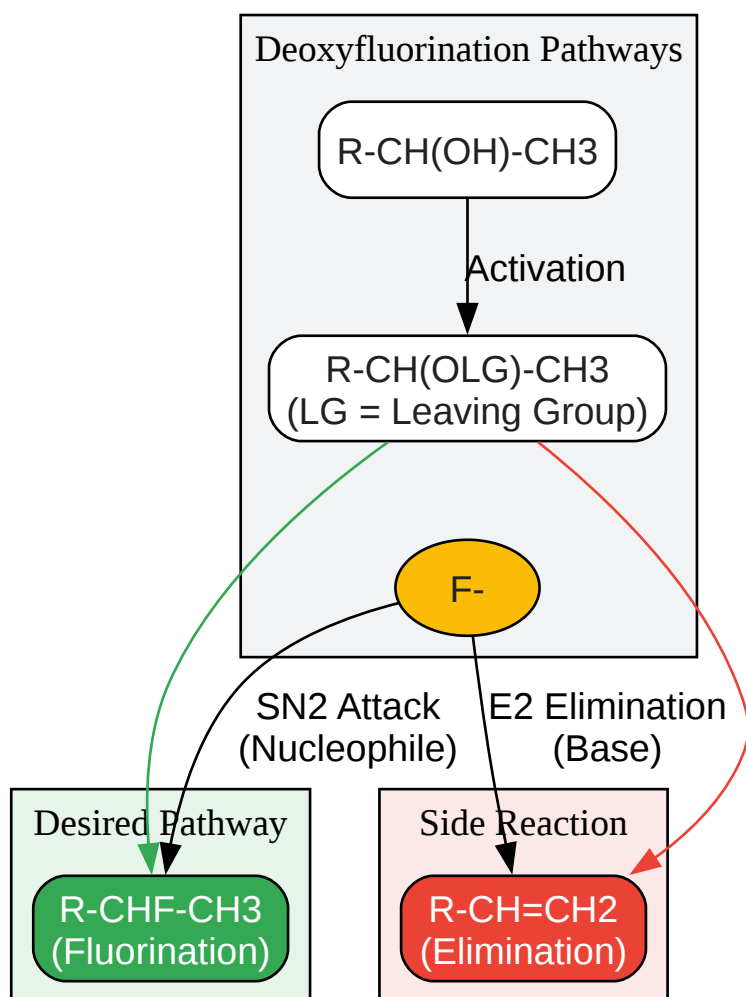 Deoxyfluorination Pathways
R-CH(OH)-CH3
Activation
R-CH(OLG)-CH3
(LG = Leaving Group)
F-
SN2 Attack
(Nucleophile)
E2 Elimination
(Base)
Desired Pathway
R-CHF-CH3
(Fluorination)
Side Reaction
R-CH=CH2
(Elimination)